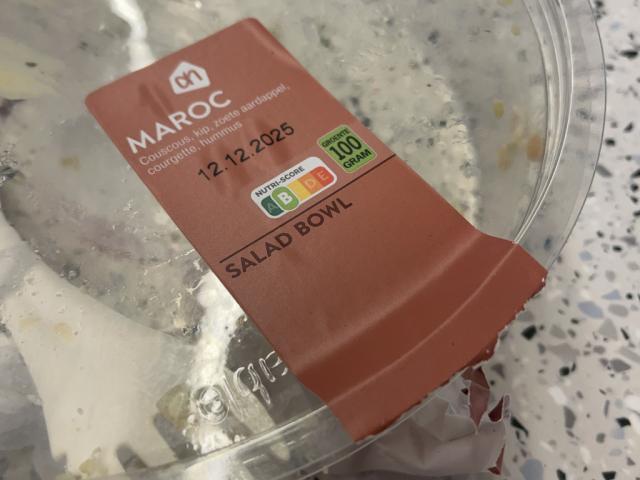 ah
MAROC
Couscous, kip, zoete aardappel,
courgette, hummus
12.12.2025
GROENTE
100
GRAM
NUTRI-SCORE
A B C D E
SALAD BOWL